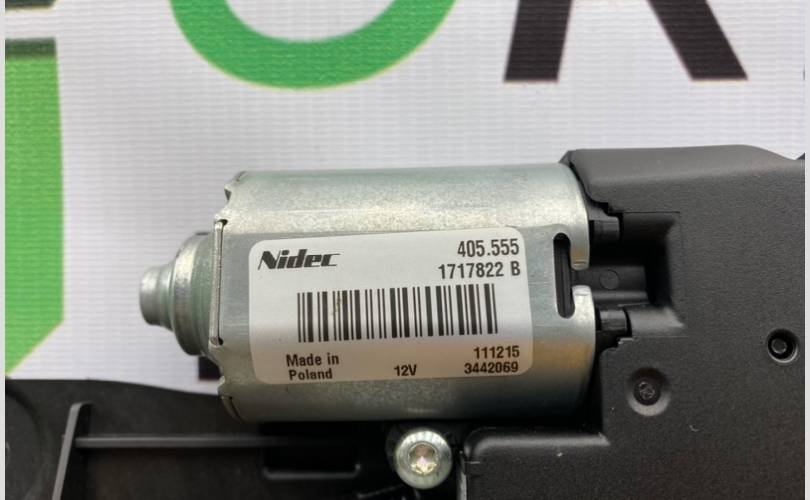 Nidec
405.555
1717822 B
Made in
Poland
12V
111215
3442069